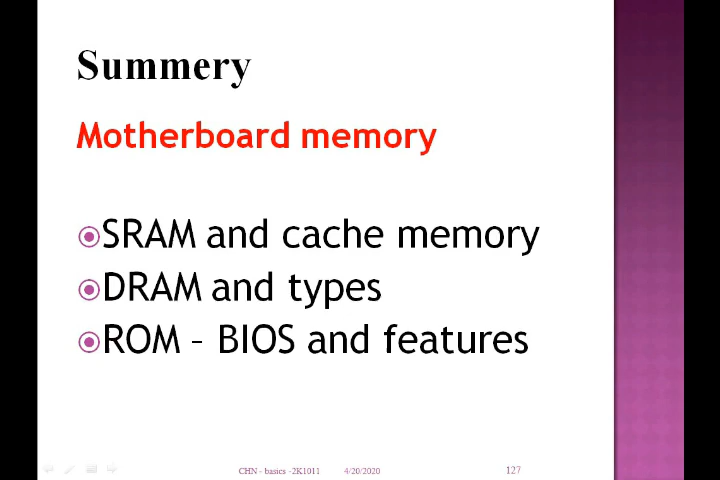 Summery
Motherboard memory
SRAM and cache memory
DRAM and types
ROM – BIOS and features
CHN - basics -2K1011 4/20/2020 127